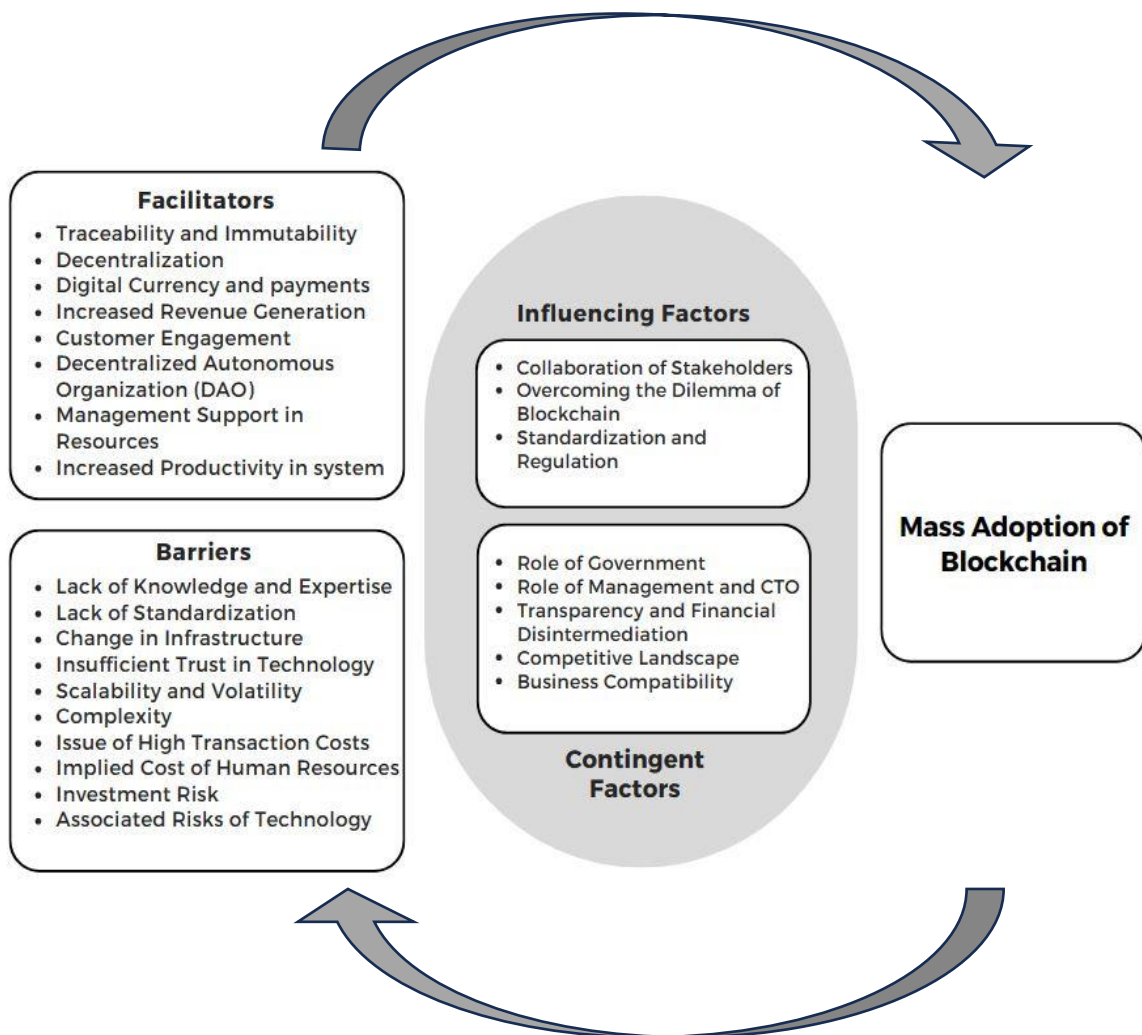 Facilitators
• Traceability and Immutability
• Decentralization
• Digital Currency and payments
• Increased Revenue Generation
• Customer Engagement
• Decentralized Autonomous
Organization (DAO)
• Management Support in
Resources
• Increased Productivity in system
Barriers
• Lack of Knowledge and Expertise
• Lack of Standardization
• Change in Infrastructure
• Insufficient Trust in Technology
• Scalability and Volatility
• Complexity
• Issue of High Transaction Costs
• Implied Cost of Human Resources
• Investment Risk
• Associated Risks of Technology
Influencing Factors
• Collaboration of Stakeholders
• Overcoming the Dilemma of
Blockchain
• Standardization and
Regulation
• Role of Government
• Role of Management and CTO
• Transparency and Financial
Disintermediation
• Competitive Landscape
• Business Compatibility
Contingent
Factors
Mass Adoption of
Blockchain